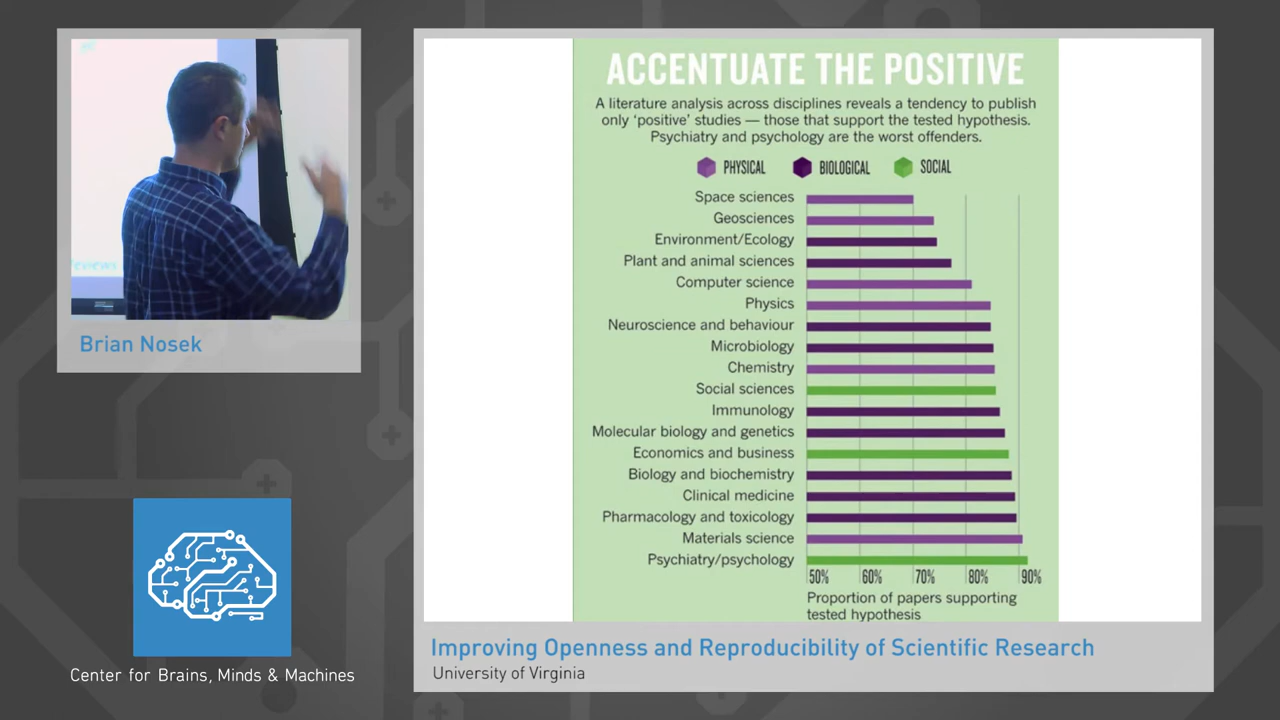 Brian Nosek
Center for Brains, Minds & Machines
ACCENTUATE THE POSITIVE
A literature analysis across disciplines reveals a tendency to publish
only ‘positive’ studies — those that support the tested hypothesis.
Psychiatry and psychology are the worst offenders.
PHYSICAL BIOLOGICAL SOCIAL
Space sciences
Geosciences
Environment/Ecology
Plant and animal sciences
Computer science
Physics
Neuroscience and behaviour
Microbiology
Chemistry
Social sciences
Immunology
Molecular biology and genetics
Economics and business
Biology and biochemistry
Clinical medicine
Pharmacology and toxicology
Materials science
Psychiatry/psychology
50% 60% 70% 80% 90%
Proportion of papers supporting
tested hypothesis
Improving Openness and Reproducibility of Scientific Research
University of Virginia